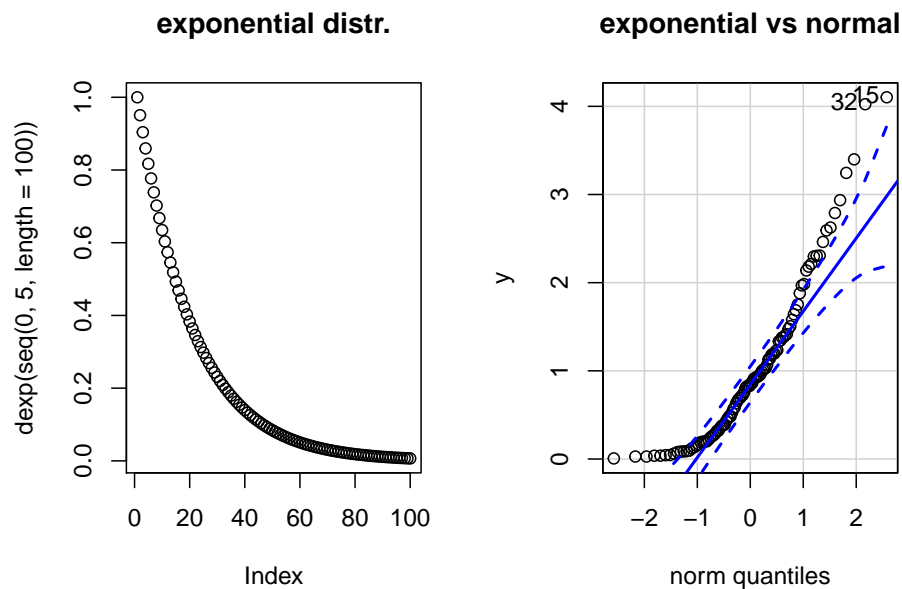 exponential distr.
dexp(seq(0, 5, length = 100))
1.0
0.8
0.6
0.4
0.2
0.0
0 20 40 60 80 100
Index
exponential vs normal
y
4
3
2
1
0
32 15
−2 −1 0 1 2
norm quantiles